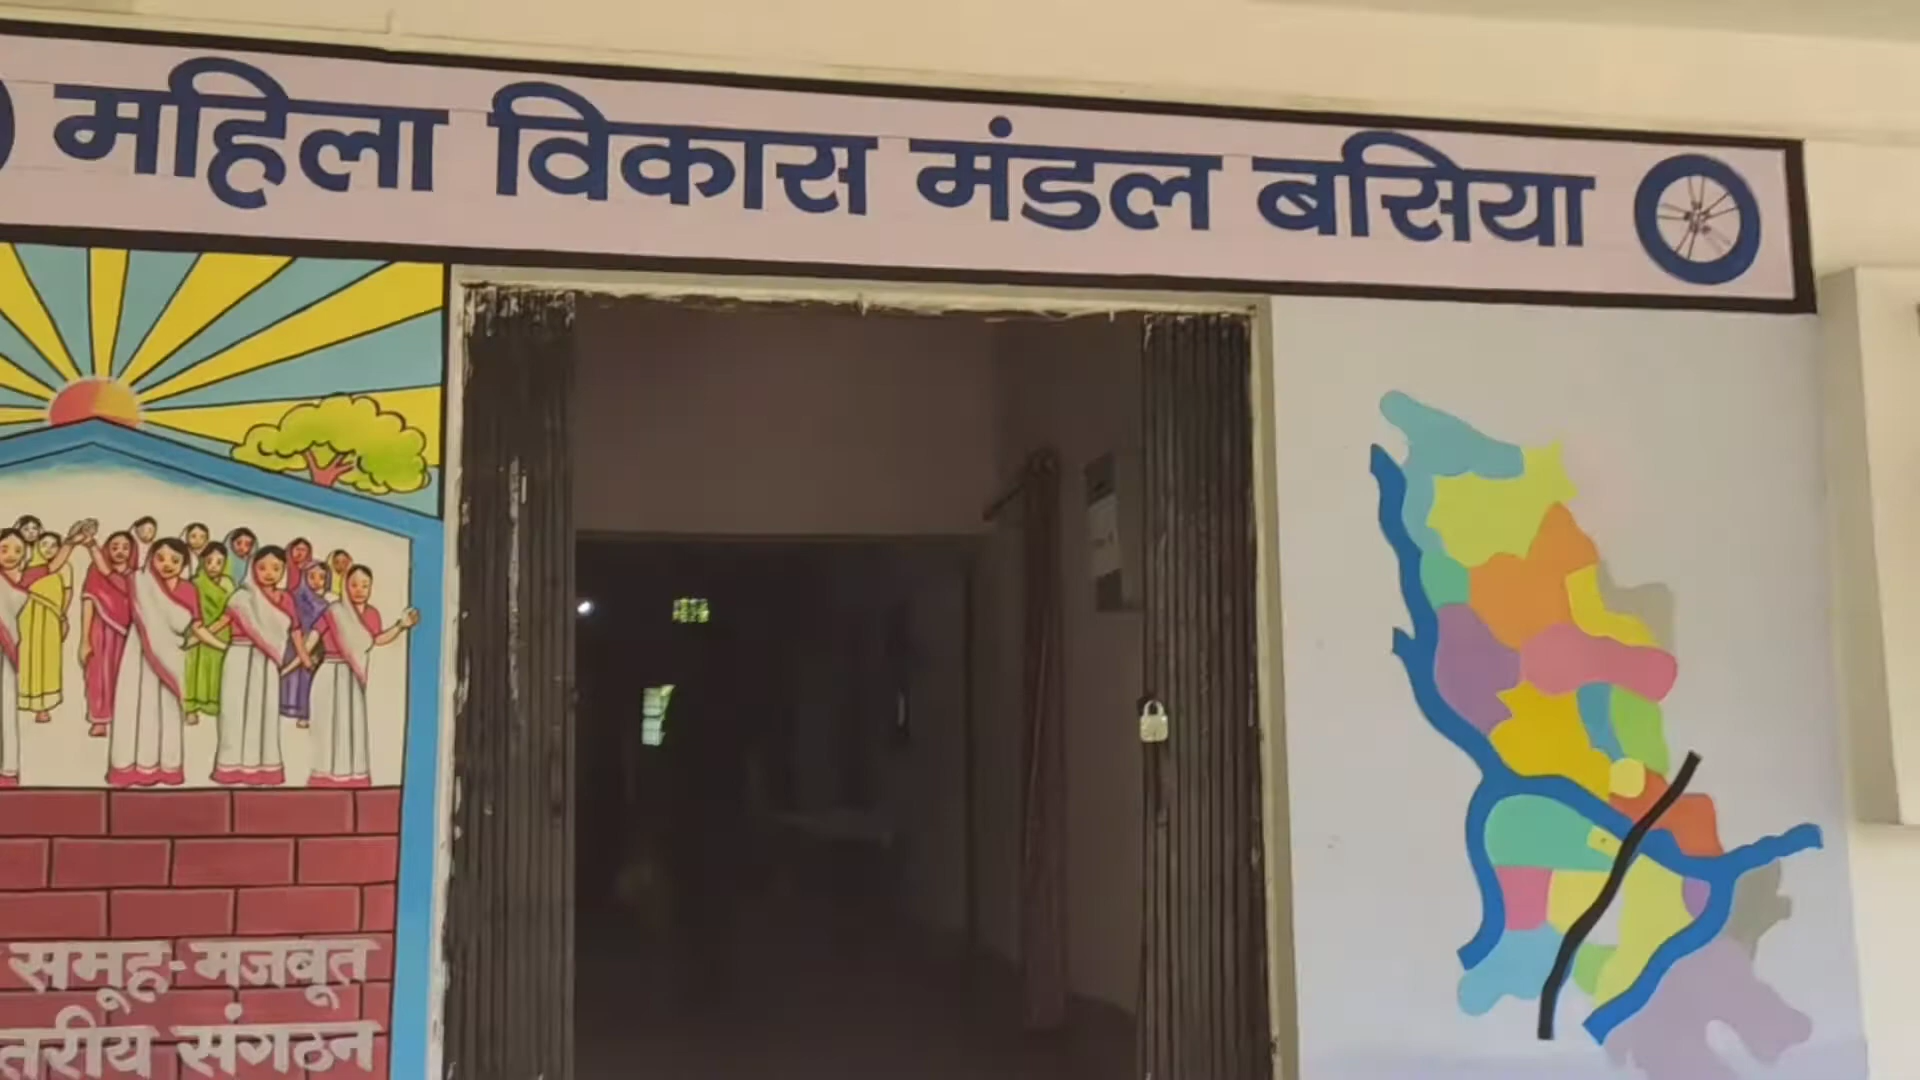 महिला विकास मंडल बसिया
समूह-मजबूत
तरीय संगठन